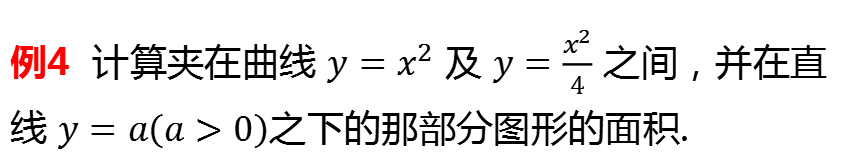 例4 计算夹在曲线 y = x² 及 y = x²/4 之间，并在直
线 y = a(a > 0)之下的那部分图形的面积.